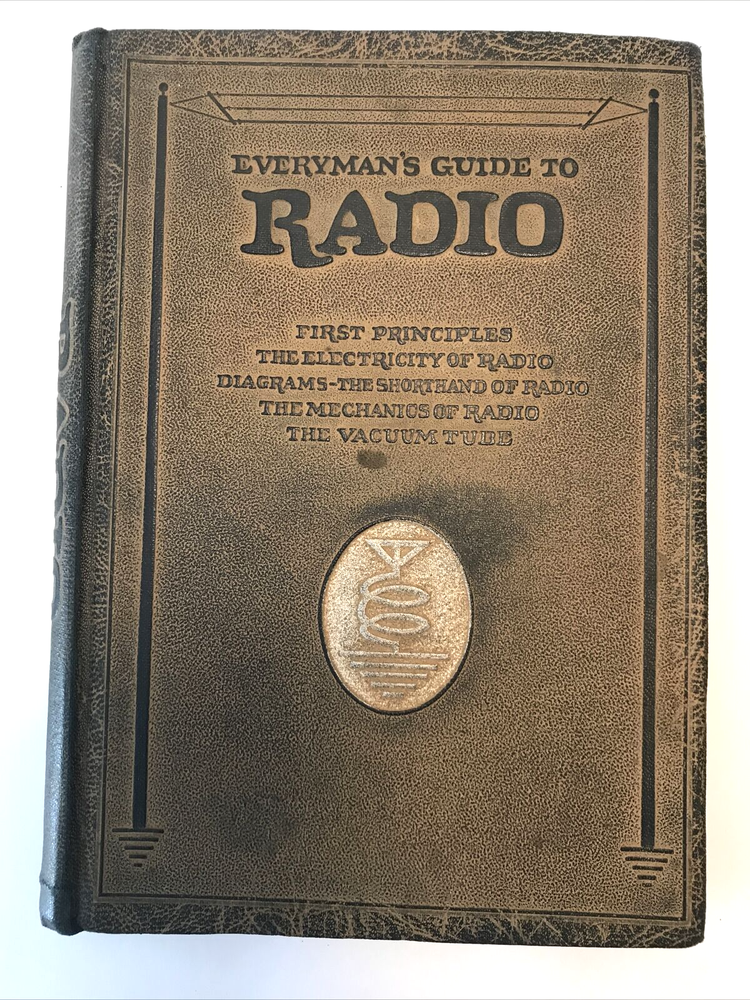 EVERYMAN'S GUIDE TO
RADIO
FIRST PRINCIPLES
THE ELECTRICITY OF RADIO
DIAGRAMS-THE SHORTHAND OF RADIO
THE MECHANICS OF RADIO
THE VACUUM TUBE
RADIO